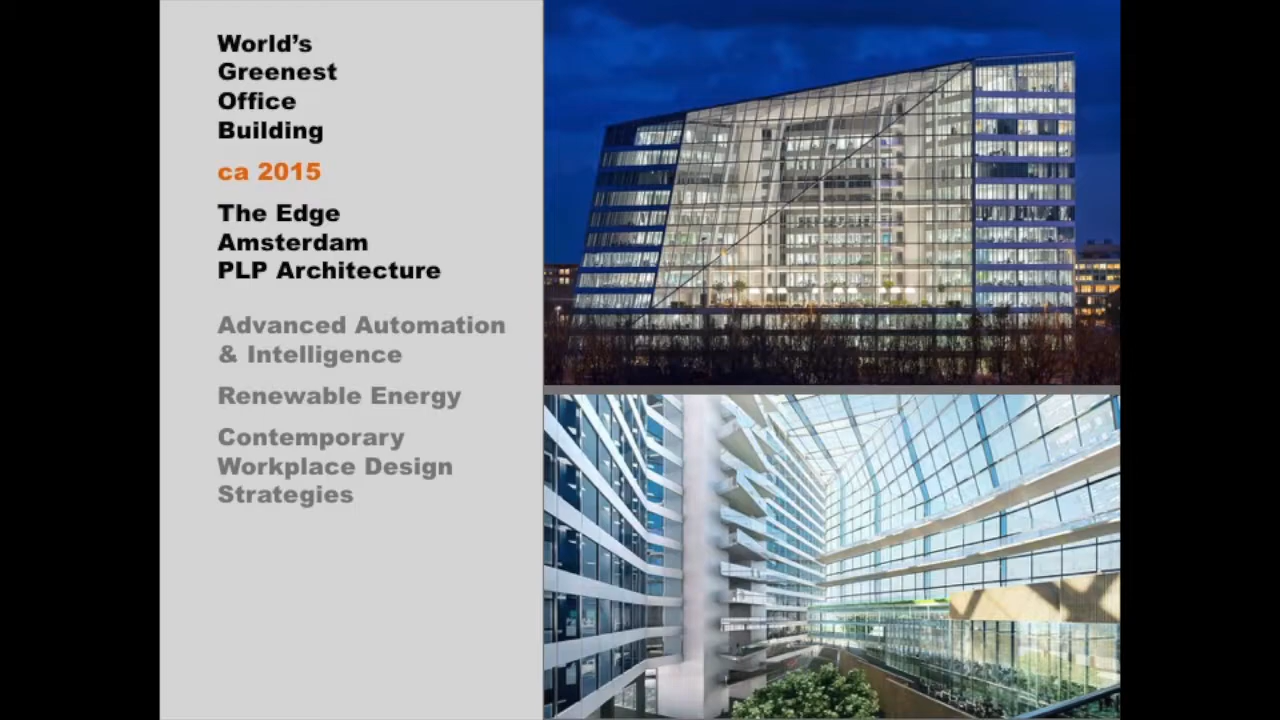 World’s
Greenest
Office
Building
ca 2015
The Edge
Amsterdam
PLP Architecture
Advanced Automation
& Intelligence
Renewable Energy
Contemporary
Workplace Design
Strategies